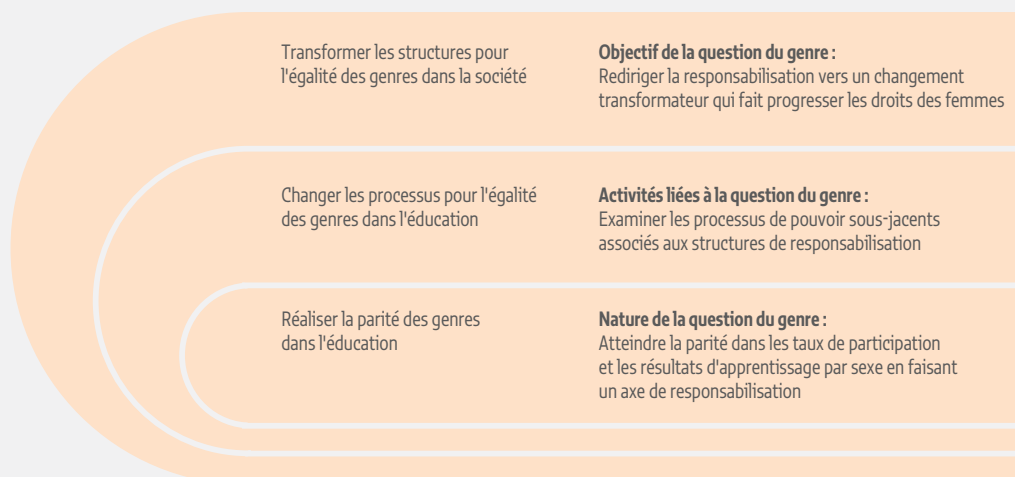 Transformer les structures pour
l'égalité des genres dans la société
Objectif de la question du genre :
Rediriger la responsabilisation vers un changement
transformateur qui fait progresser les droits des femmes
Changer les processus pour l'égalité
des genres dans l'éducation
Activités liées à la question du genre :
Examiner les processus de pouvoir sous-jacents
associés aux structures de responsabilisation
Réaliser la parité des genres
dans l'éducation
Nature de la question du genre :
Atteindre la parité dans les taux de participation
et les résultats d'apprentissage par sexe en faisant
un axe de responsabilisation